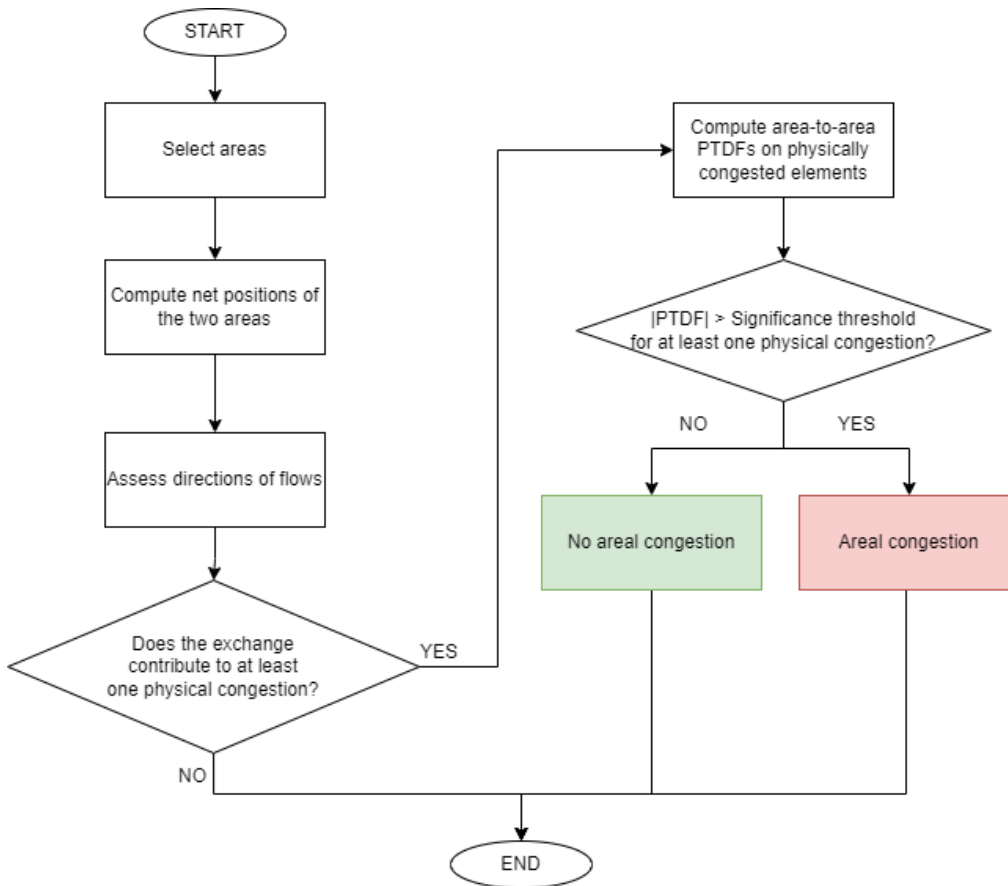 START
Select areas
Compute net positions of
the two areas
Assess directions of flows
Does the exchange
contribute to at least
one physical congestion?
YES
NO
Compute area-to-area
PTDFs on physically
congested elements
|PTDF| > Significance threshold
for at least one physical congestion?
NO
YES
No areal congestion
Areal congestion
END